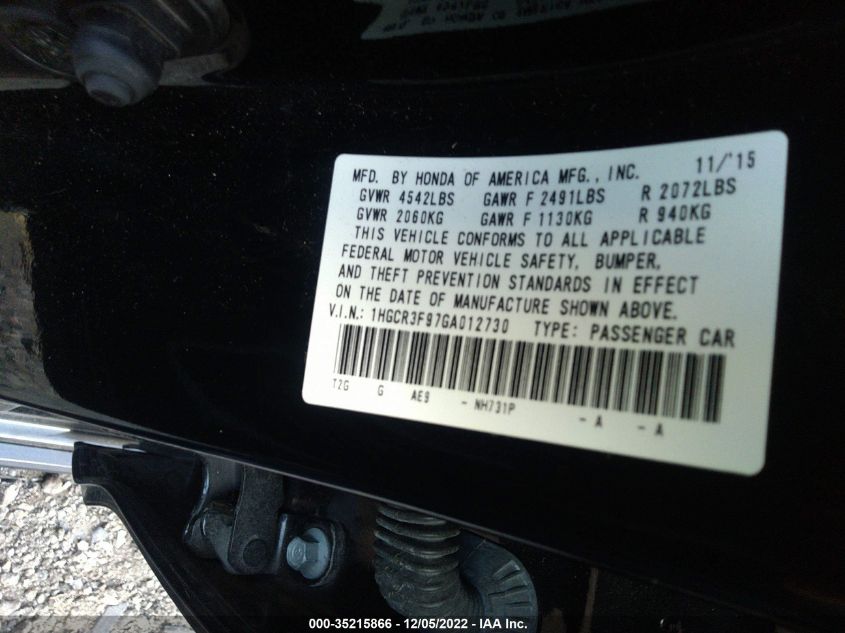 MFD. BY HONDA OF AMERICA MFG., INC. 11/'15
GVWR 4542LBS GAWR F 2491LBS R 2072LBS
GVWR 2060KG GAWR F 1130KG R 940KG
THIS VEHICLE CONFORMS TO ALL APPLICABLE
FEDERAL MOTOR VEHICLE SAFETY, BUMPER,
AND THEFT PREVENTION STANDARDS IN EFFECT
ON THE DATE OF MANUFACTURE SHOWN ABOVE.
V.I.N.: 1HGCR3F97GA012730 TYPE: PASSENGER CAR
T2G G AE9 - NH731P - A - A
000-35215866 - 12/05/2022 - IAA Inc.